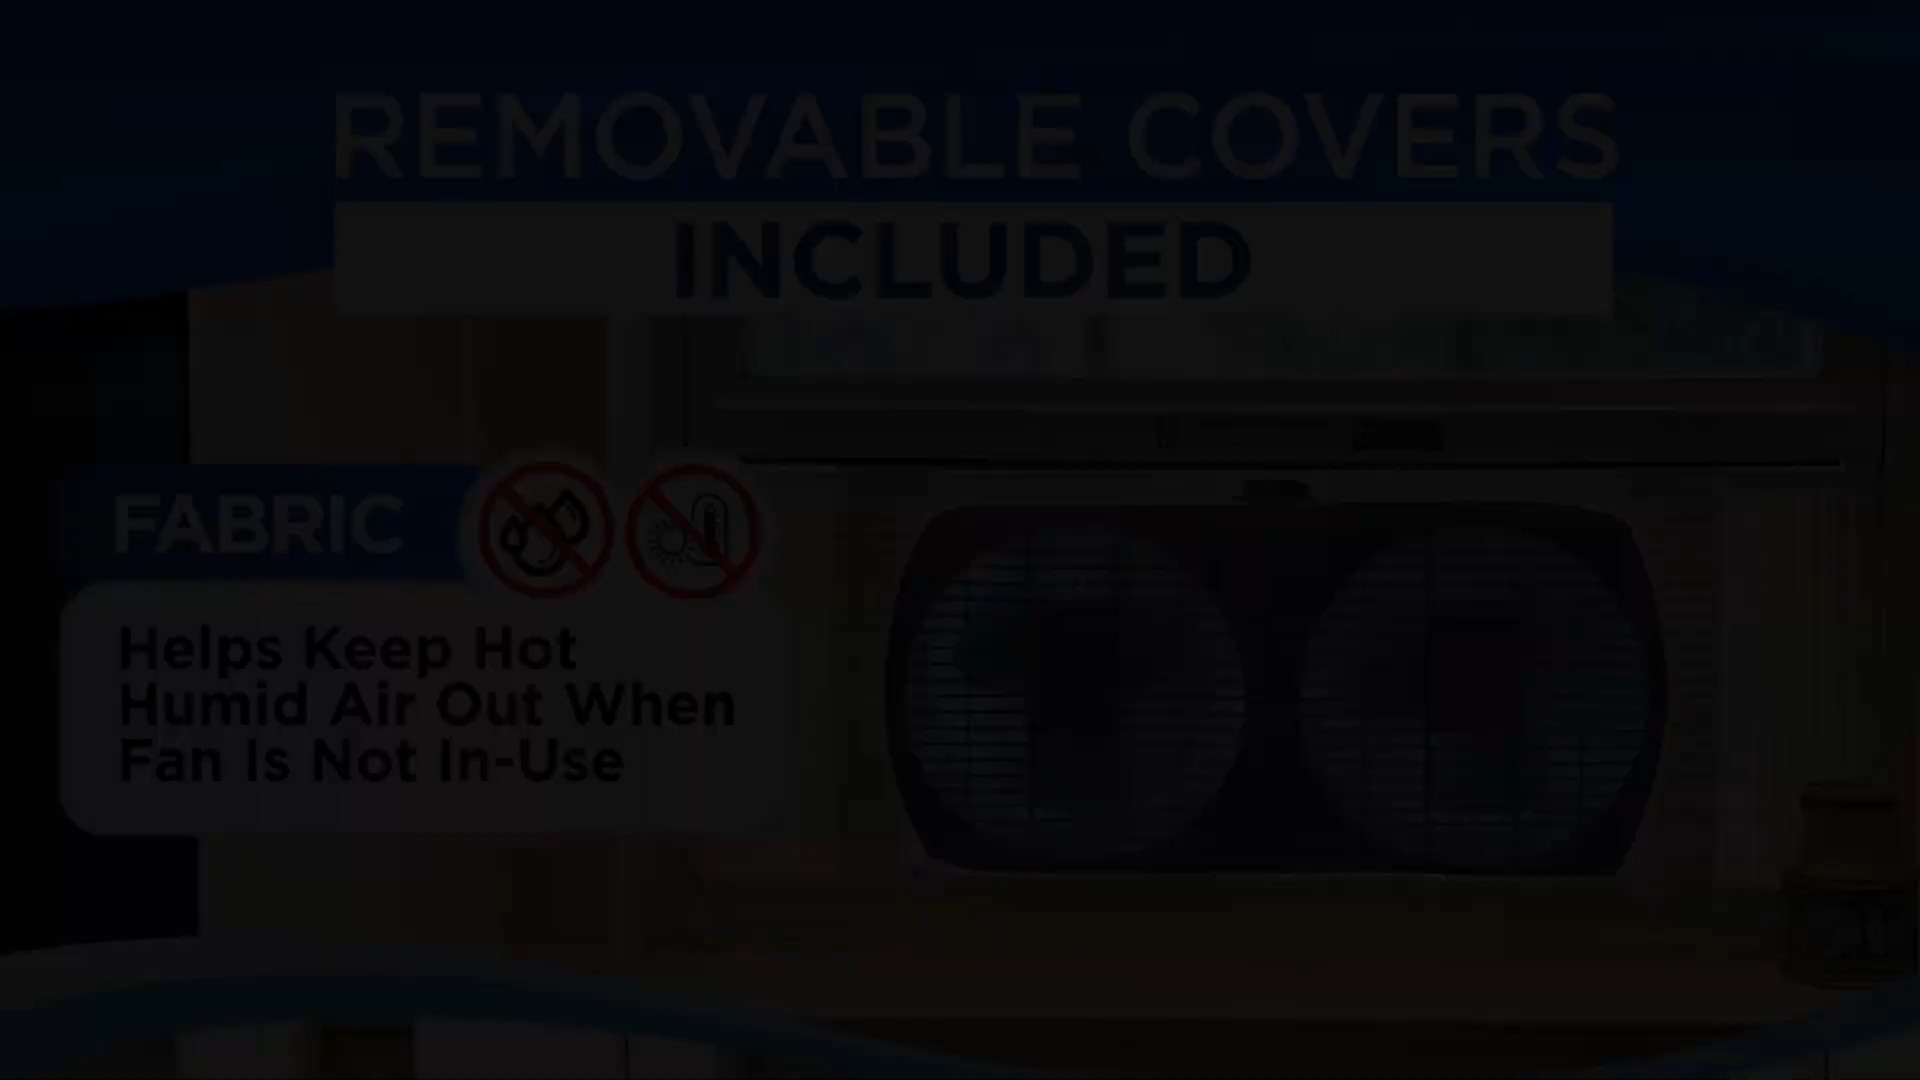 REMOVABLE COVERS
INCLUDED
FABRIC
Helps Keep Hot
Humid Air Out When
Fan Is Not In-Use